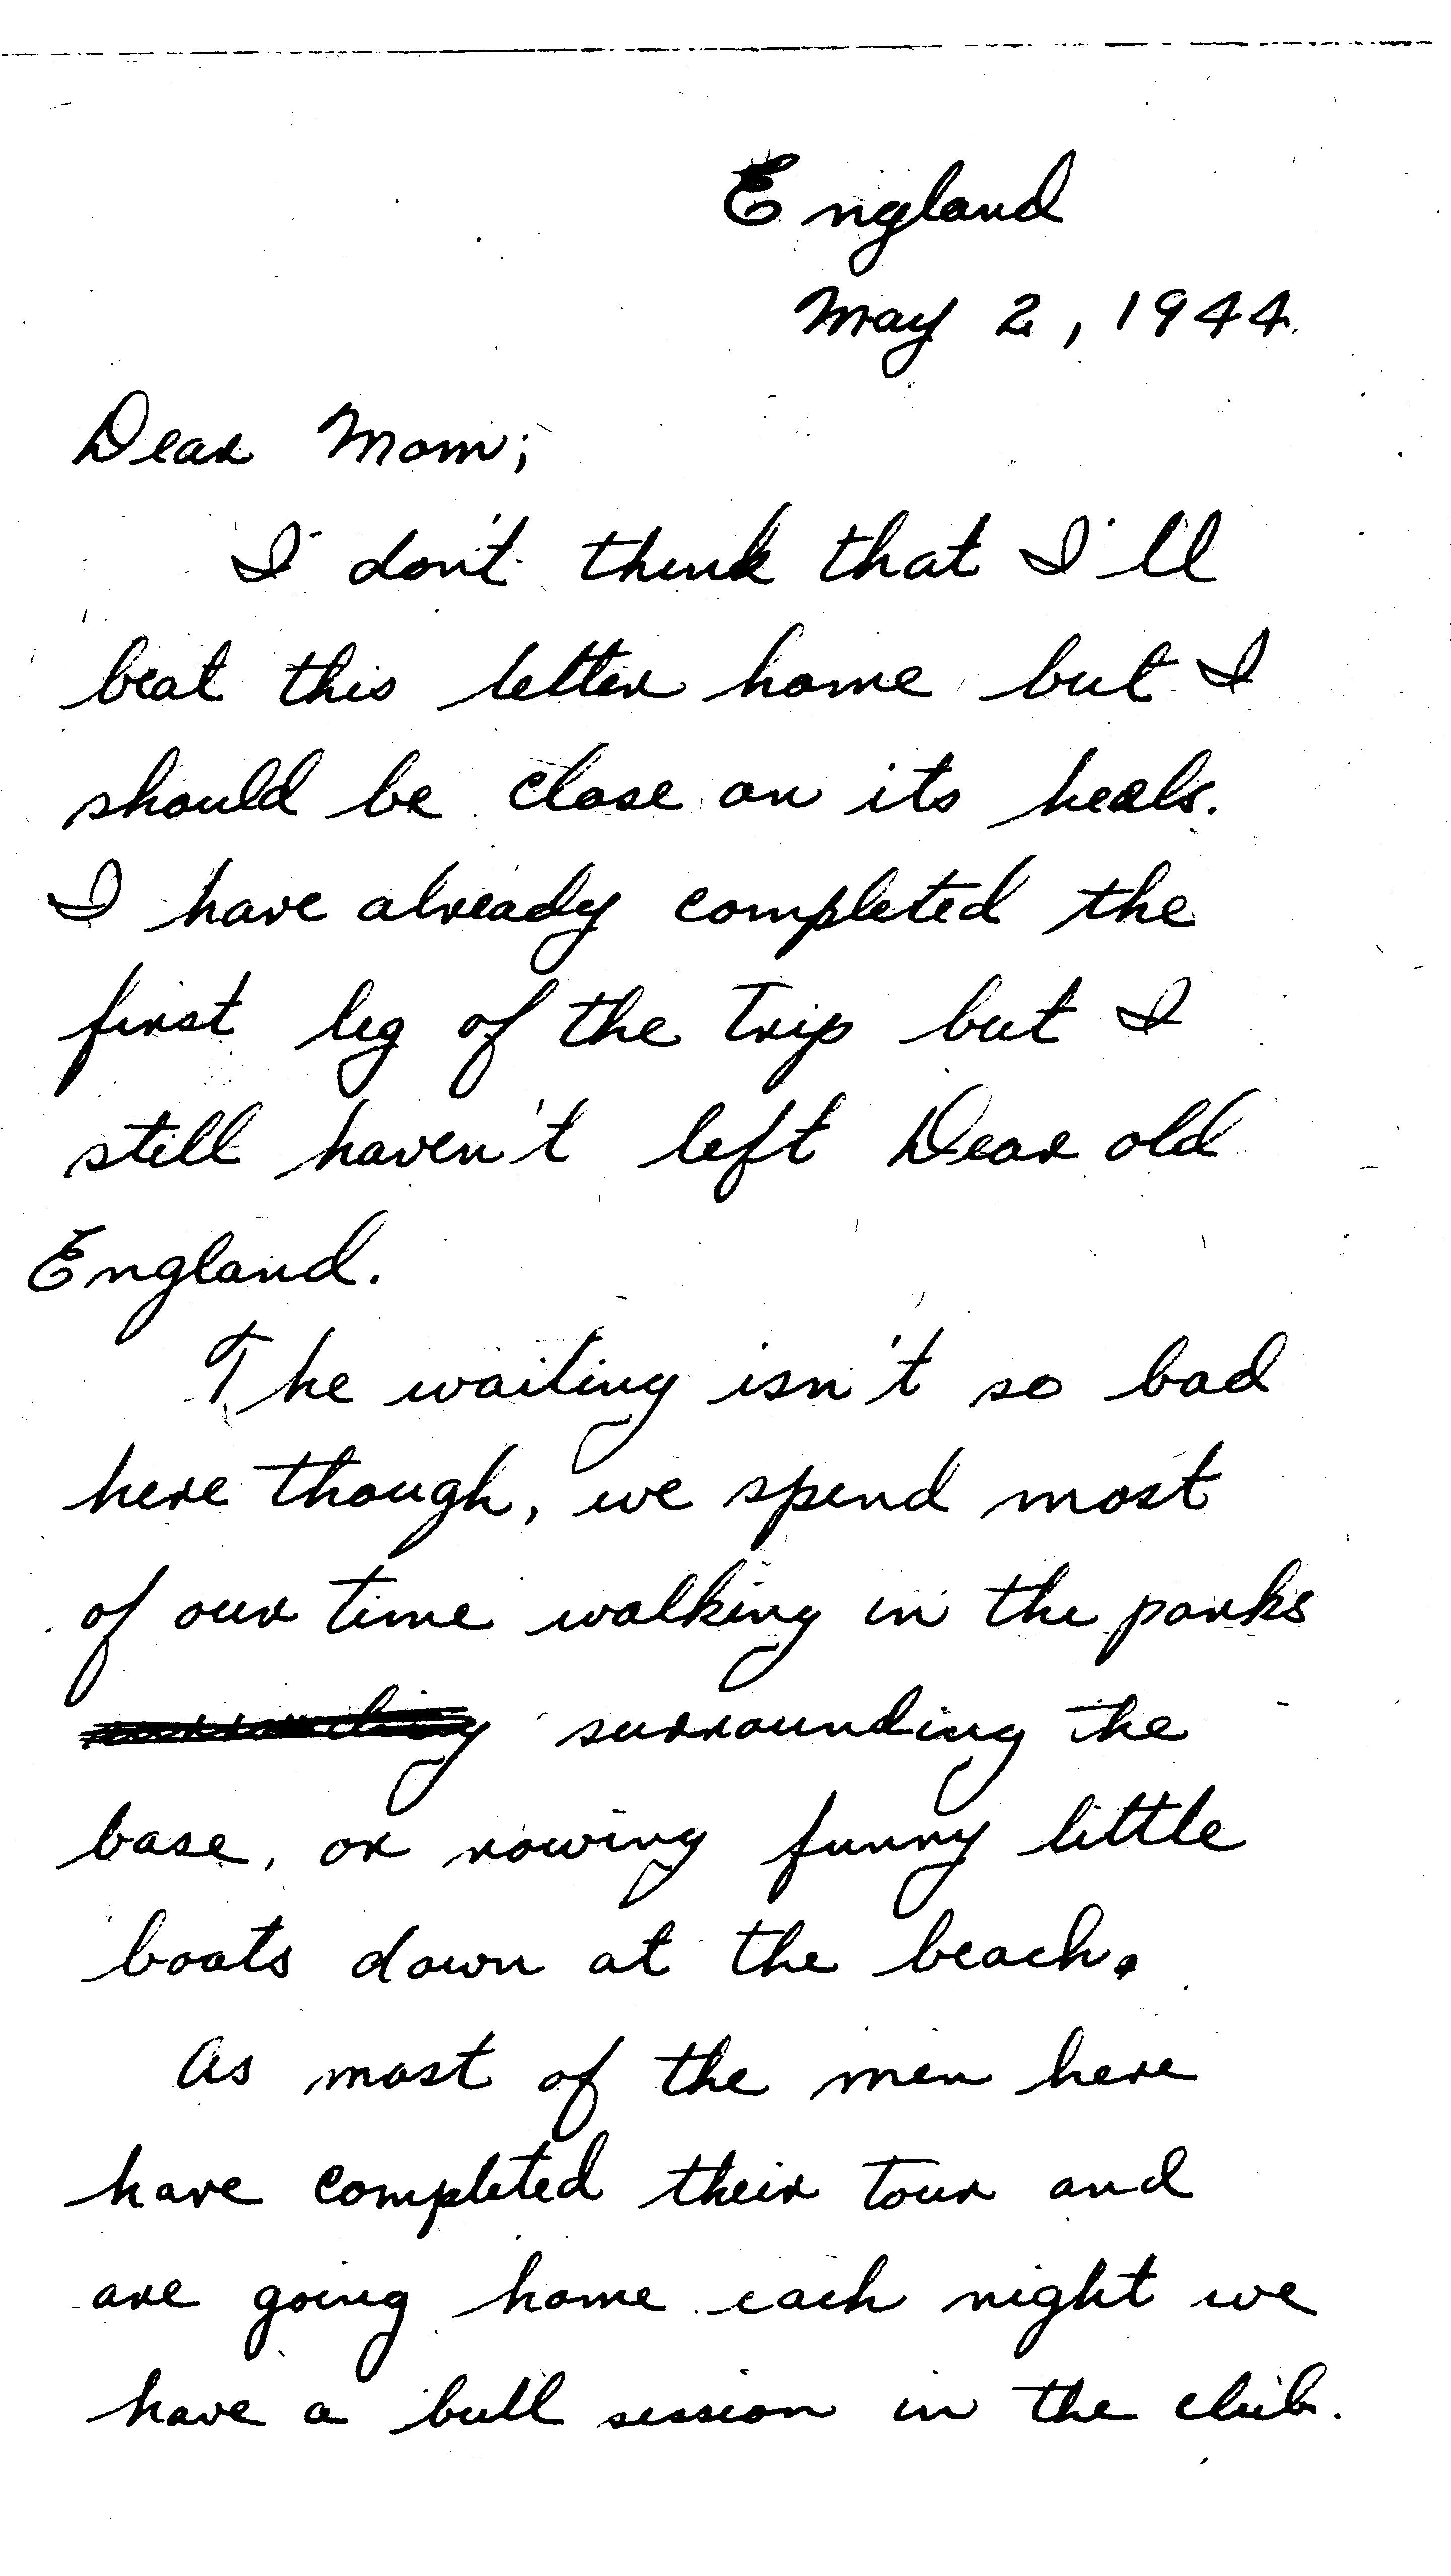 England
May 2, 1944
Dear Mom;
I don't think that I'll
beat this letter home but I
should be close on its heels.
I have already completed the
first leg of the Trip but I
still haven't left Dear old
England.
The waiting isn't so bad
here though, we spend most
of our time walking in the parks
surrounding the
base, or rowing funny little
boats down at the beach.
As most of the men here
have completed their tour and
are going home each night we
have a bull session in the club.